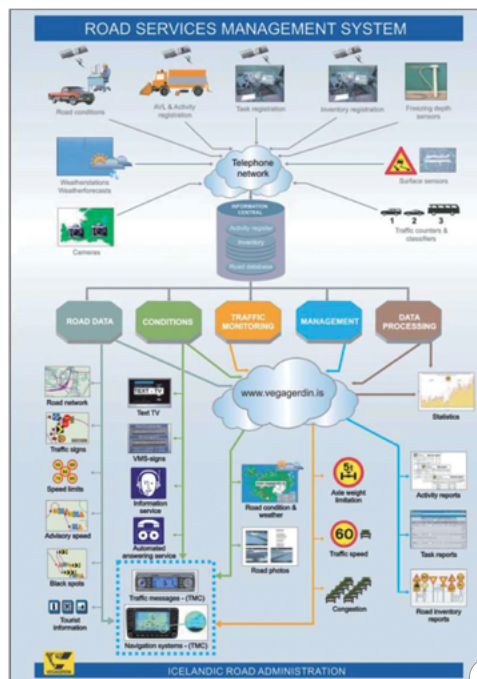 ROAD SERVICES MANAGEMENT SYSTEM
Road conditions
AVL & Activity
registration
Task registration
Inventory registration
Freezing depth
sensors
Telephone
network
Weatherstations
Weatherforecasts
Surface sensors
INFORMATION
CENTRAL
Activity register
Inventory
Road database
1 2 3
Traffic counters &
classifiers
Cameras
ROAD DATA
CONDITIONS
TRAFFIC
MONITORING
MANAGEMENT
DATA
PROCESSING
www.vegagerdin.is
Road network
TEXT - TV
Text TV
Statistics
Traffic signs
VMS-signs
Speed limits
Information
service
Road condition &
weather
Axle weight
limitation
Activity reports
Advisory speed
Automated
answering service
Road photos
60
Traffic speed
Task reports
Black spots
Traffic messages - (TMC)
Congestion
Road inventory
reports
Tourist
information
Navigation systems - (TMC)
ICELANDIC ROAD ADMINISTRATION